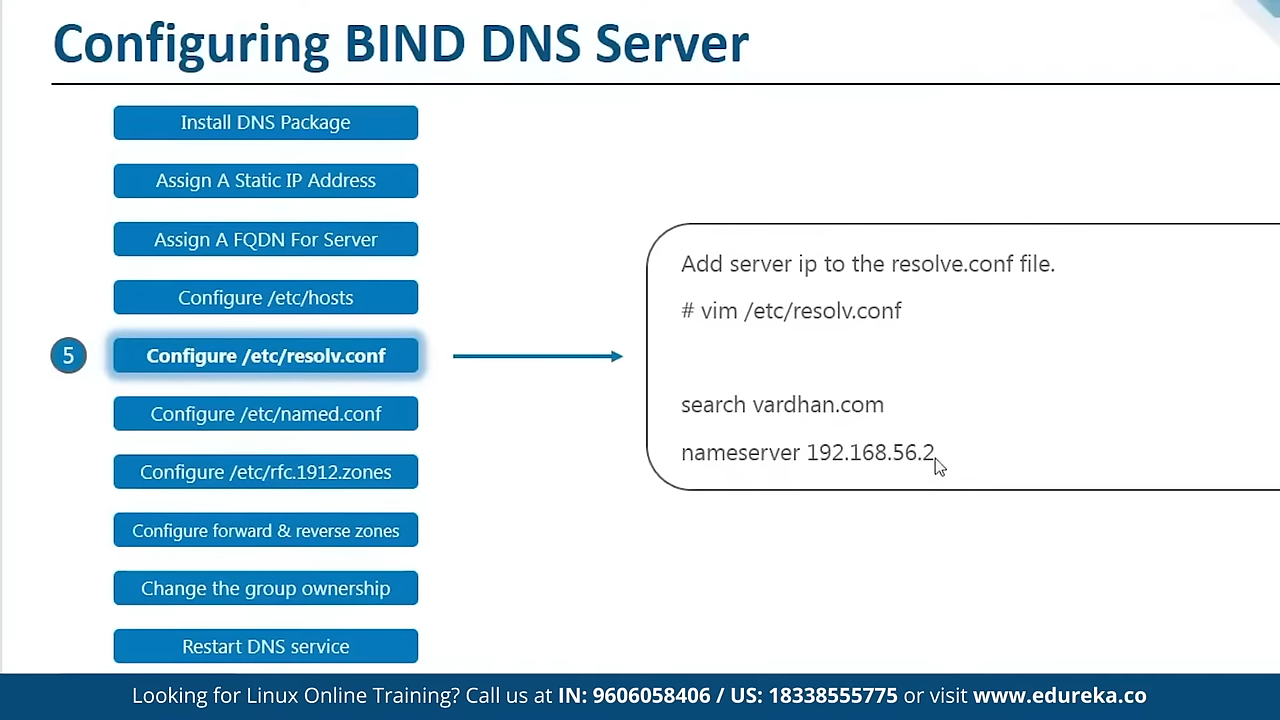 Configuring BIND DNS Server
Install DNS Package
Assign A Static IP Address
Assign A FQDN For Server
Configure /etc/hosts
5
Configure /etc/resolv.conf
Configure /etc/named.conf
Configure /etc/rfc.1912.zones
Configure forward & reverse zones
Change the group ownership
Restart DNS service
Add server ip to the resolve.conf file.
# vim /etc/resolv.conf
search vardhan.com
nameserver 192.168.56.2
Looking for Linux Online Training? Call us at IN: 9606058406 / US: 18338555775 or visit www.edureka.co